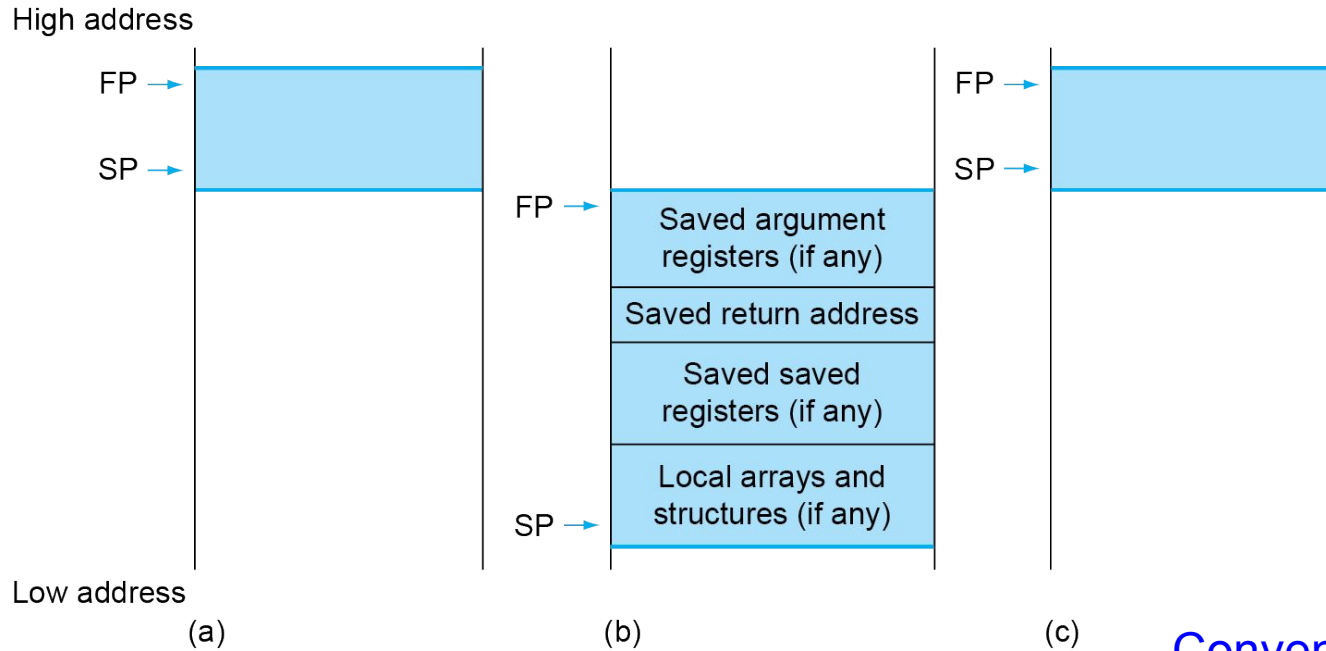 High address
FP
SP
FP
SP
FP
SP
Saved argument
registers (if any)
Saved return address
Saved saved
registers (if any)
Local arrays and
structures (if any)
Low address
(a)
(b)
(c)